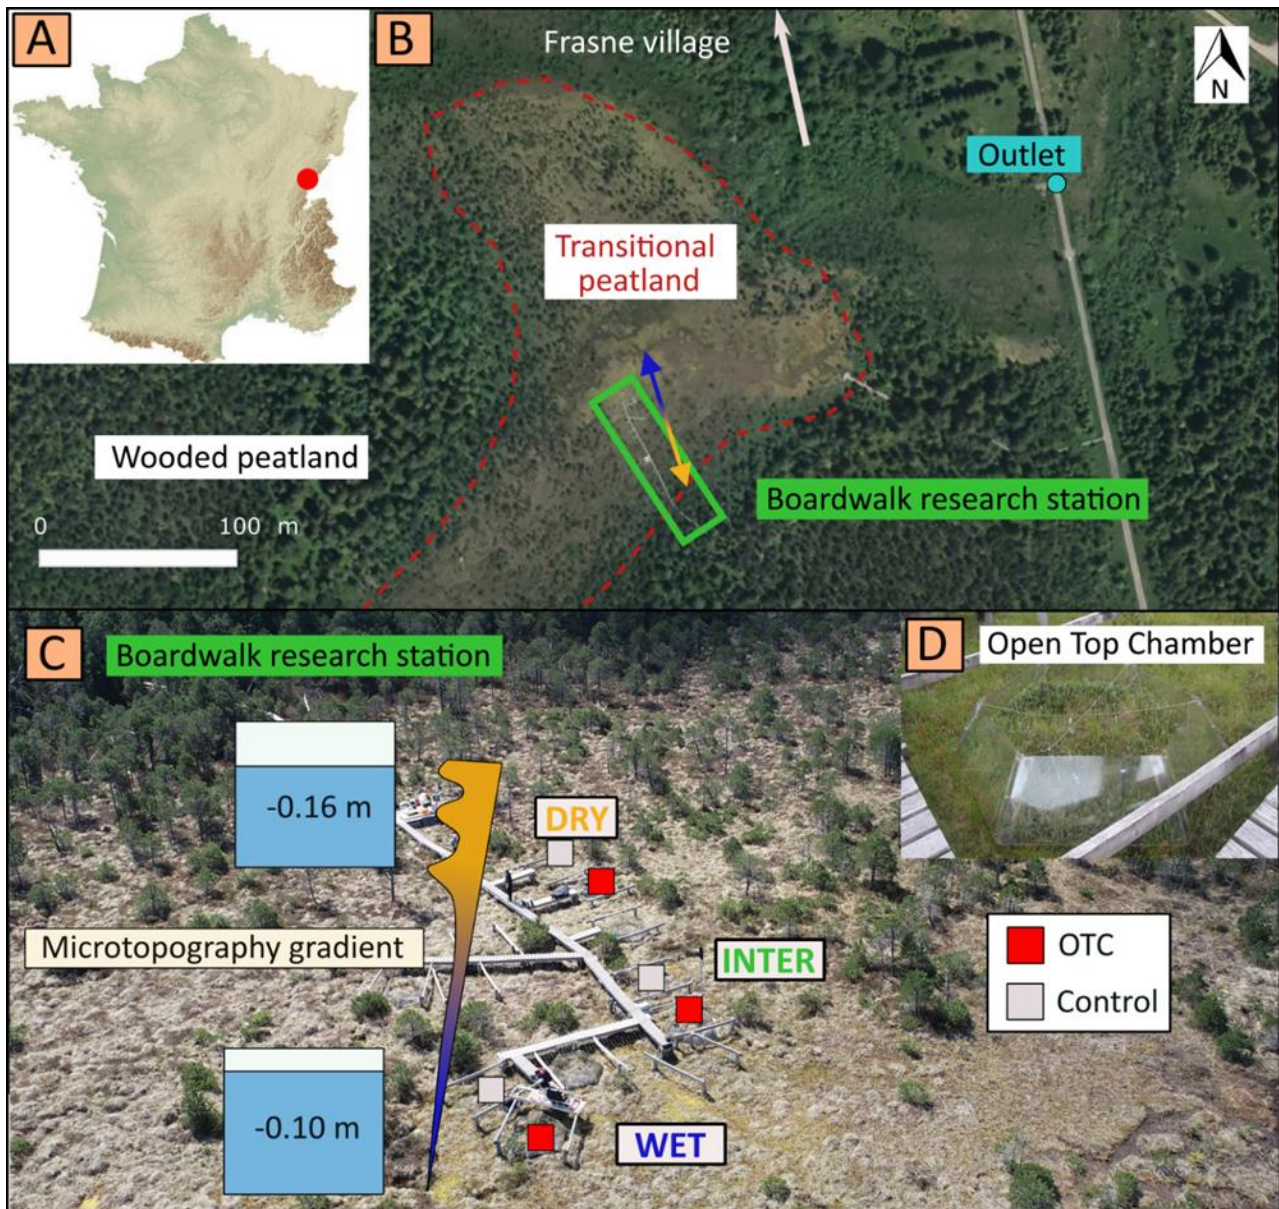 A
B
Frasne village
N
Outlet
Transitional
peatland
Wooded peatland
0 100 m
Boardwalk research station
C
Boardwalk research station
D
Open Top Chamber
-0.16 m
DRY
Microtopography gradient
INTER
OTC
Control
-0.10 m
WET